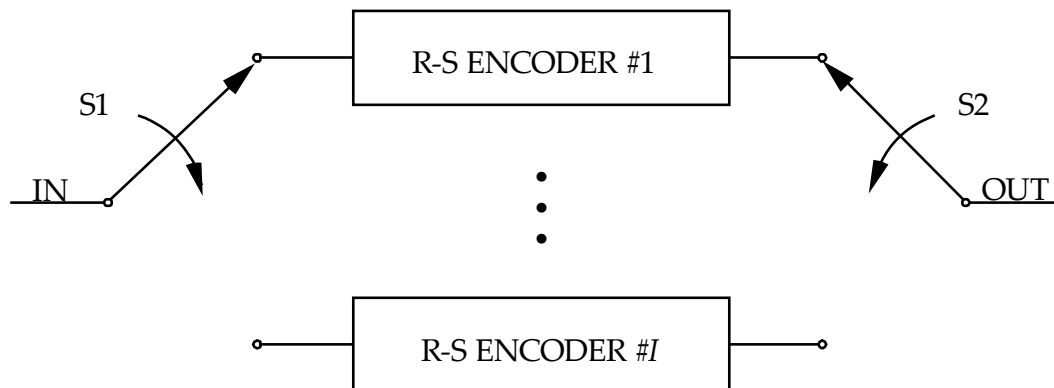 R-S ENCODER #1
S1
S2
IN
OUT
R-S ENCODER #I